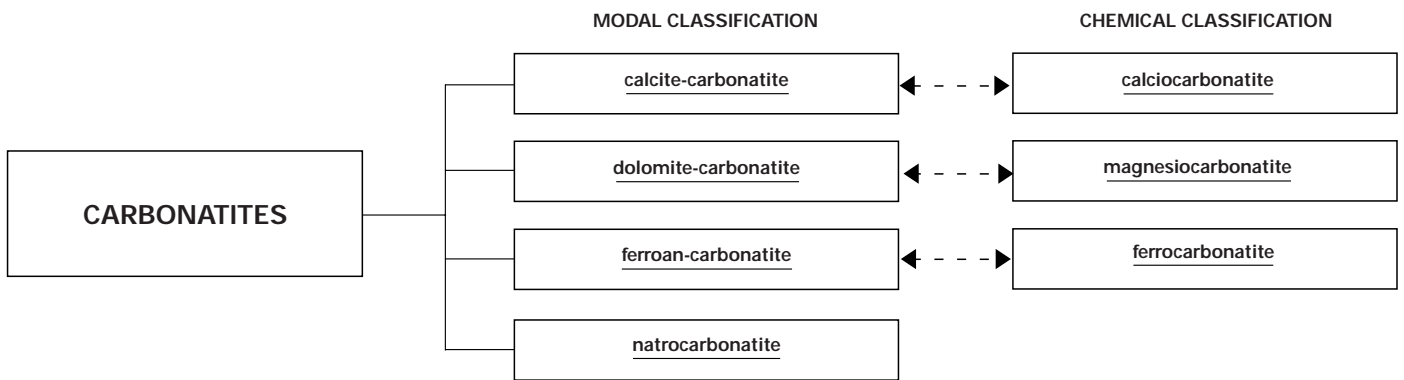 MODAL CLASSIFICATION
CHEMICAL CLASSIFICATION
calcite-carbonatite
calciocarbonatite
dolomite-carbonatite
magnesiocarbonatite
CARBONATITES
ferroan-carbonatite
ferrocarbonatite
natrocarbonatite